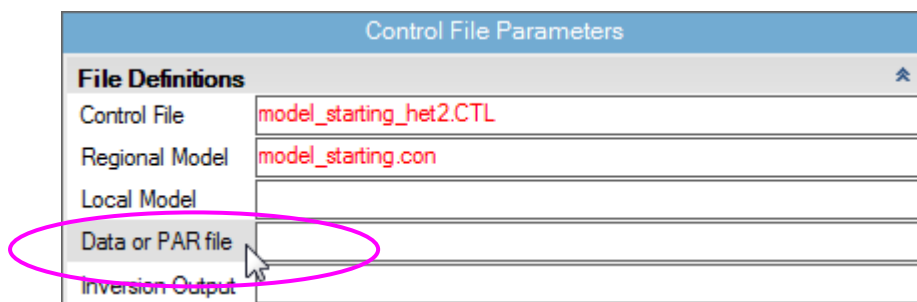 Control File Parameters
File Definitions
Control File model_starting_het2.CTL
Regional Model model_starting.con
Local Model
Data or PAR file
Inversion Output